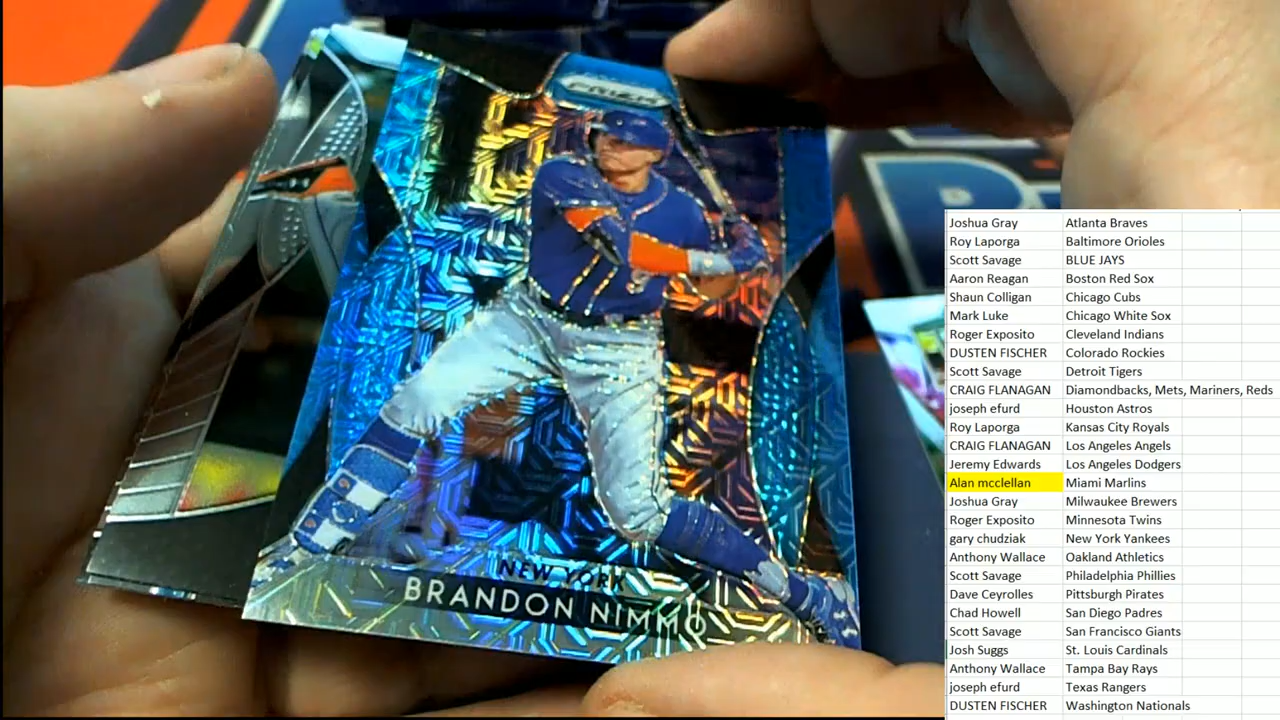 PRIZM
NEW YORK
BRANDON NIMMO
Joshua Gray Atlanta Braves
Roy Laporga Baltimore Orioles
Scott Savage BLUE JAYS
Aaron Reagan Boston Red Sox
Shaun Colligan Chicago Cubs
Mark Luke Chicago White Sox
Roger Exposito Cleveland Indians
DUSTEN FISCHER Colorado Rockies
Scott Savage Detroit Tigers
CRAIG FLANAGAN Diamondbacks, Mets, Mariners, Reds
joseph efurd Houston Astros
Roy Laporga Kansas City Royals
CRAIG FLANAGAN Los Angeles Angels
Jeremy Edwards Los Angeles Dodgers
Alan mcclellan Miami Marlins
Joshua Gray Milwaukee Brewers
Roger Exposito Minnesota Twins
gary chudziak New York Yankees
Anthony Wallace Oakland Athletics
Scott Savage Philadelphia Phillies
Dave Ceyrolles Pittsburgh Pirates
Chad Howell San Diego Padres
Scott Savage San Francisco Giants
Josh Suggs St. Louis Cardinals
Anthony Wallace Tampa Bay Rays
joseph efurd Texas Rangers
DUSTEN FISCHER Washington Nationals